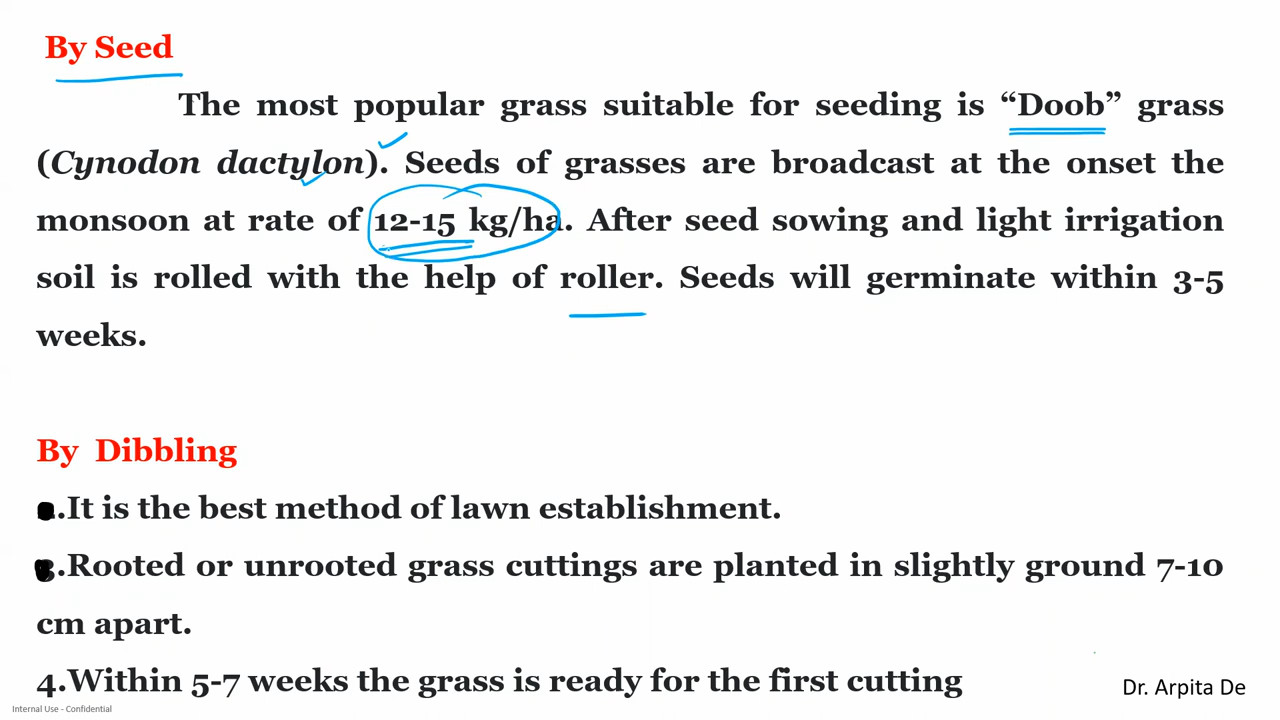 By Seed
The most popular grass suitable for seeding is “Doob” grass
(Cynodon dactylon). Seeds of grasses are broadcast at the onset the
monsoon at rate of 12-15 kg/ha. After seed sowing and light irrigation
soil is rolled with the help of roller. Seeds will germinate within 3-5
weeks.
By Dibbling
.It is the best method of lawn establishment.
.Rooted or unrooted grass cuttings are planted in slightly ground 7-10
cm apart.
4.Within 5-7 weeks the grass is ready for the first cutting
Dr. Arpita De
Internal Use - Confidential